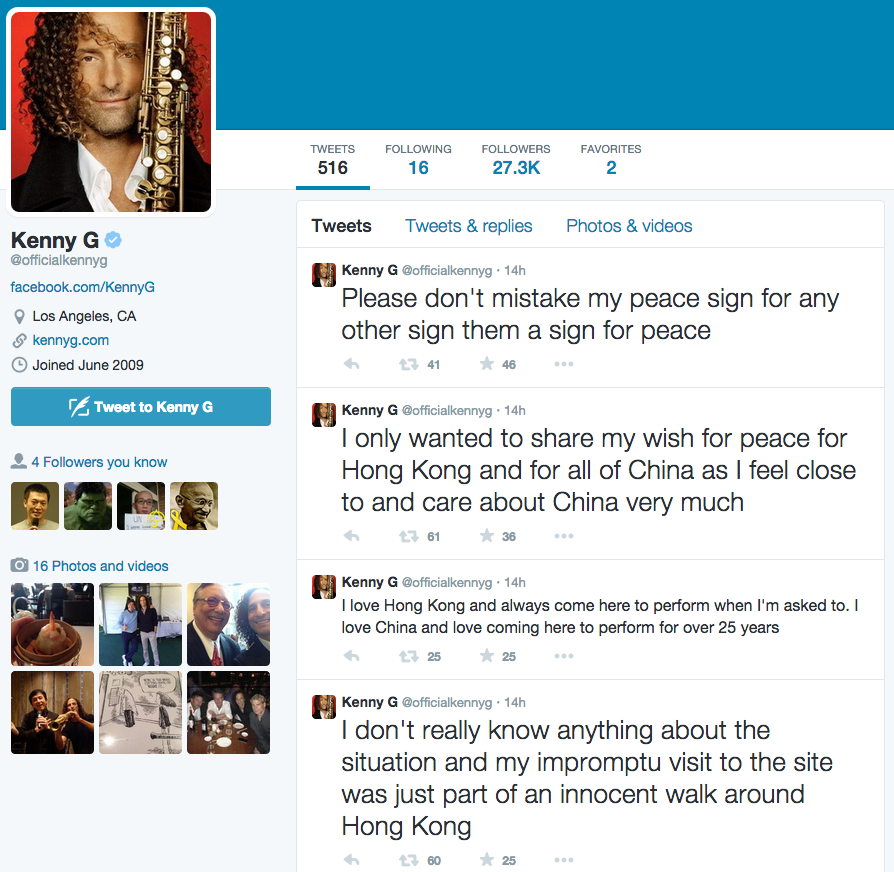 TWEETS
516
FOLLOWING
16
FOLLOWERS
27.3K
FAVORITES
2
Kenny G
@officialkennyg
facebook.com/KennyG
Los Angeles, CA
kennyg.com
Joined June 2009
Tweet to Kenny G
4 Followers you know
16 Photos and videos
Tweets
Tweets & replies
Photos & videos
Kenny G @officialkennyg · 14h
Please don't mistake my peace sign for any
other sign them a sign for peace
41
46
Kenny G @officialkennyg · 14h
I only wanted to share my wish for peace for
Hong Kong and for all of China as I feel close
to and care about China very much
61
36
Kenny G @officialkennyg · 14h
I love Hong Kong and always come here to perform when I'm asked to. I
love China and love coming here to perform for over 25 years
25
25
Kenny G @officialkennyg · 14h
I don't really know anything about the
situation and my impromptu visit to the site
was just part of an innocent walk around
Hong Kong
60
25